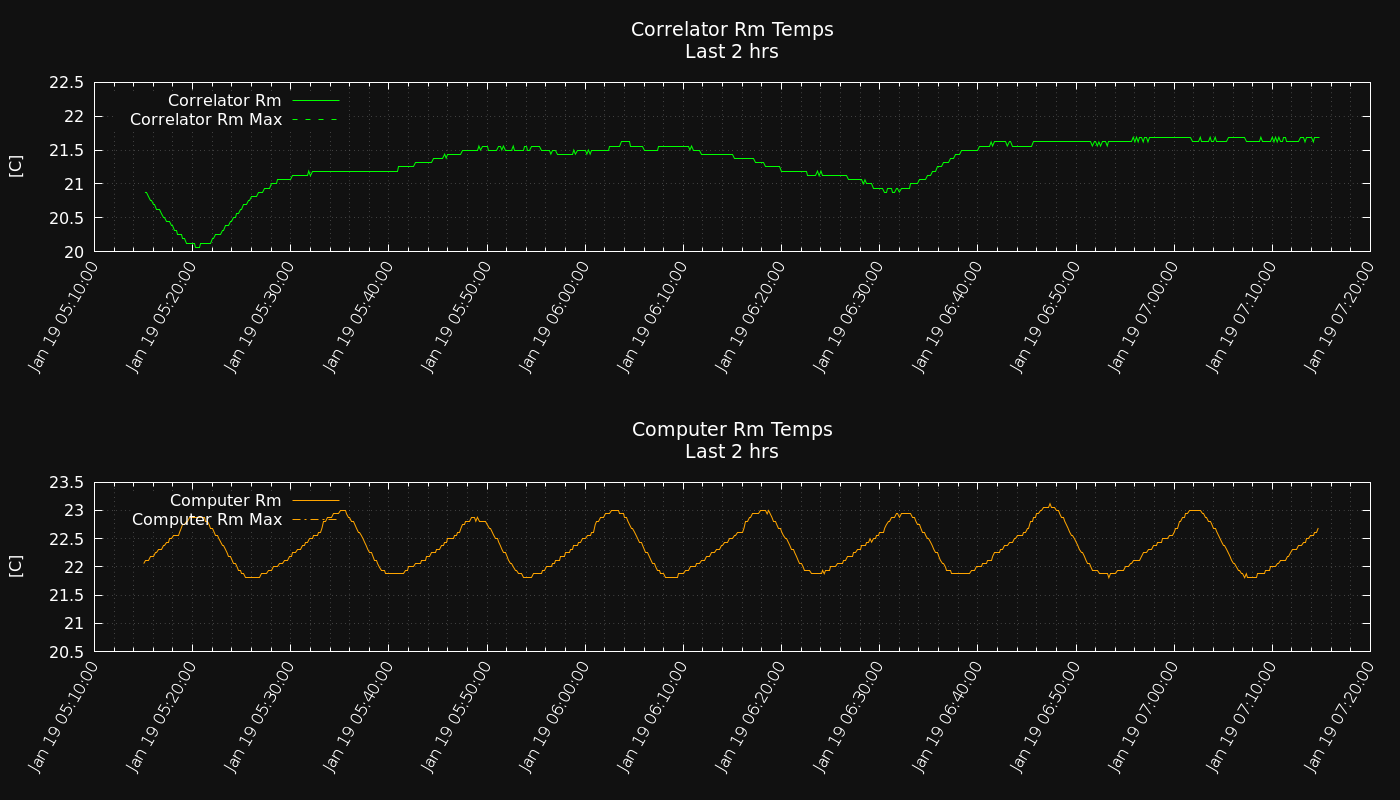 Correlator Rm Temps
Last 2 hrs
22.5
22
21.5
21
20.5
20
[C]
Correlator Rm
Correlator Rm Max
Jan 19 05:10:00
Jan 19 05:20:00
Jan 19 05:30:00
Jan 19 05:40:00
Jan 19 05:50:00
Jan 19 06:00:00
Jan 19 06:10:00
Jan 19 06:20:00
Jan 19 06:30:00
Jan 19 06:40:00
Jan 19 06:50:00
Jan 19 07:00:00
Jan 19 07:10:00
Jan 19 07:20:00
Computer Rm Temps
Last 2 hrs
23.5
23
22.5
22
21.5
21
20.5
[C]
Computer Rm
Computer Rm Max
Jan 19 05:10:00
Jan 19 05:20:00
Jan 19 05:30:00
Jan 19 05:40:00
Jan 19 05:50:00
Jan 19 06:00:00
Jan 19 06:10:00
Jan 19 06:20:00
Jan 19 06:30:00
Jan 19 06:40:00
Jan 19 06:50:00
Jan 19 07:00:00
Jan 19 07:10:00
Jan 19 07:20:00